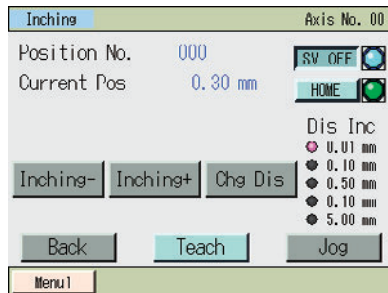 Inching Axis No. 00
Position No. 000 SV OFF
Current Pos 0.30 mm HOME
Dis Inc
0.01 mm
0.10 mm
Inching- Inching+ Chg Dis 0.50 mm
0.10 mm
5.00 mm
Back Teach Jog
Menu1